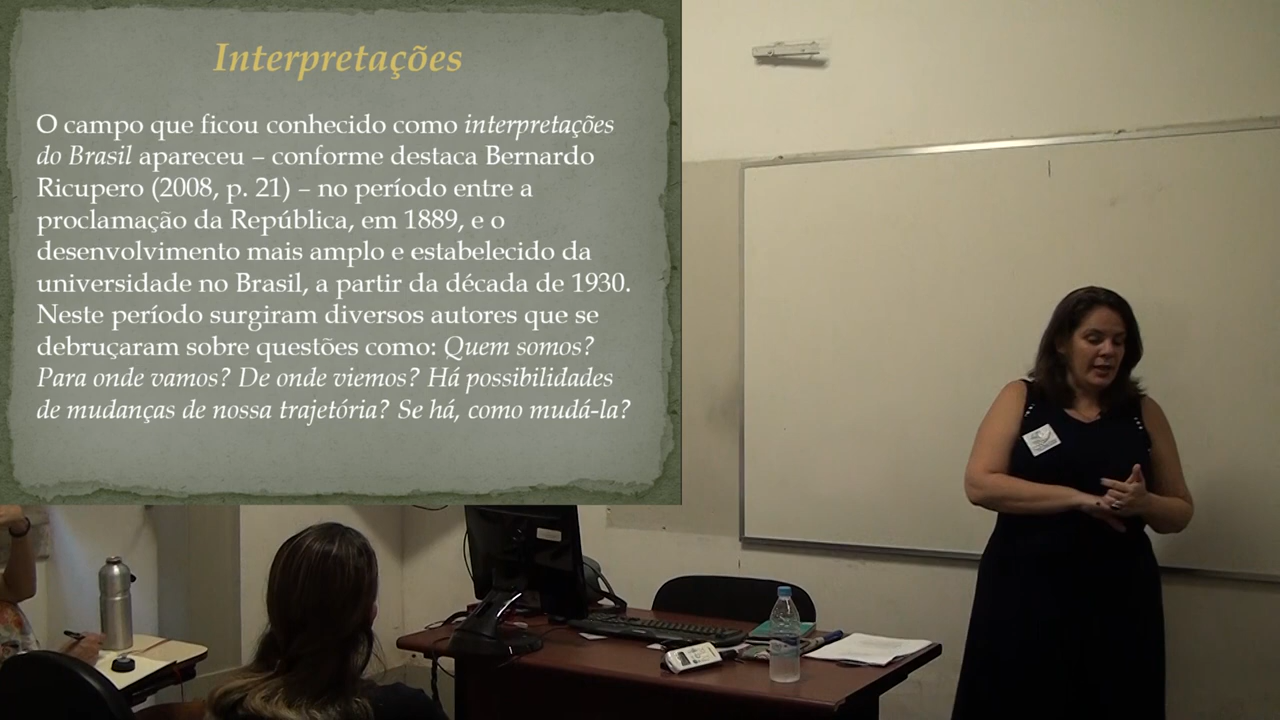 Interpretações
O campo que ficou conhecido como interpretações
do Brasil apareceu – conforme destaca Bernardo
Ricupero (2008, p. 21) – no período entre a
proclamação da República, em 1889, e o
desenvolvimento mais amplo e estabelecido da
universidade no Brasil, a partir da década de 1930.
Neste período surgiram diversos autores que se
debruçaram sobre questões como: Quem somos?
Para onde vamos? De onde viemos? Há possibilidades
de mudanças de nossa trajetória? Se há, como mudá-la?